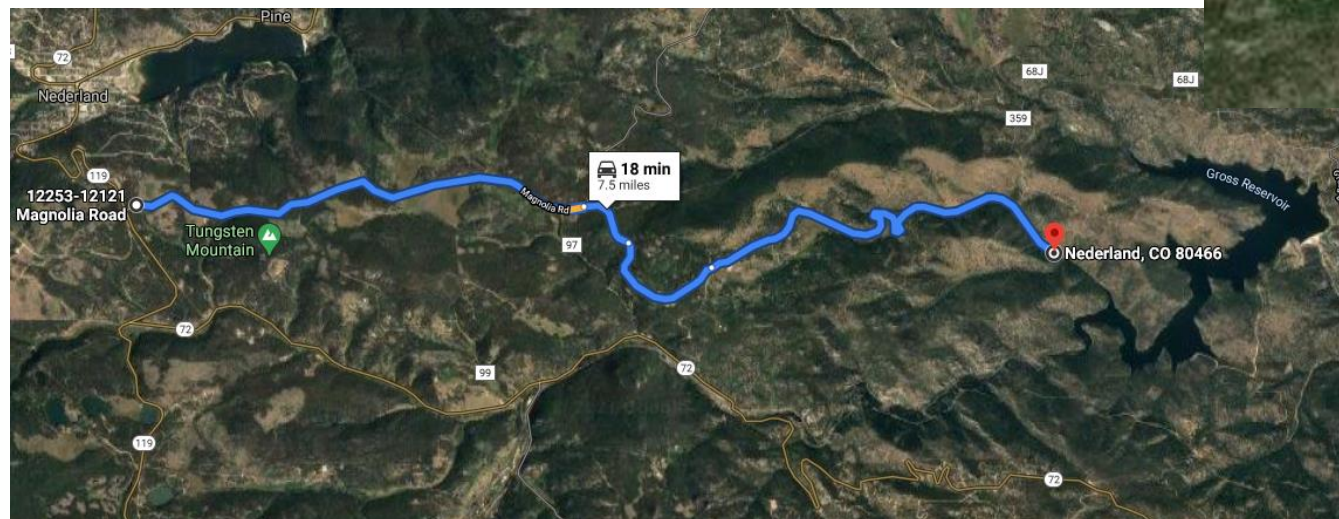 Pine
72
Nederland
119
12253-12121
Magnolia Road
Tungsten
Mountain
Magnolia Rd
18 min
7.5 miles
97
68J
68J
359
Gross Reservoir
Nederland, CO 80466
72
99
72
119
72